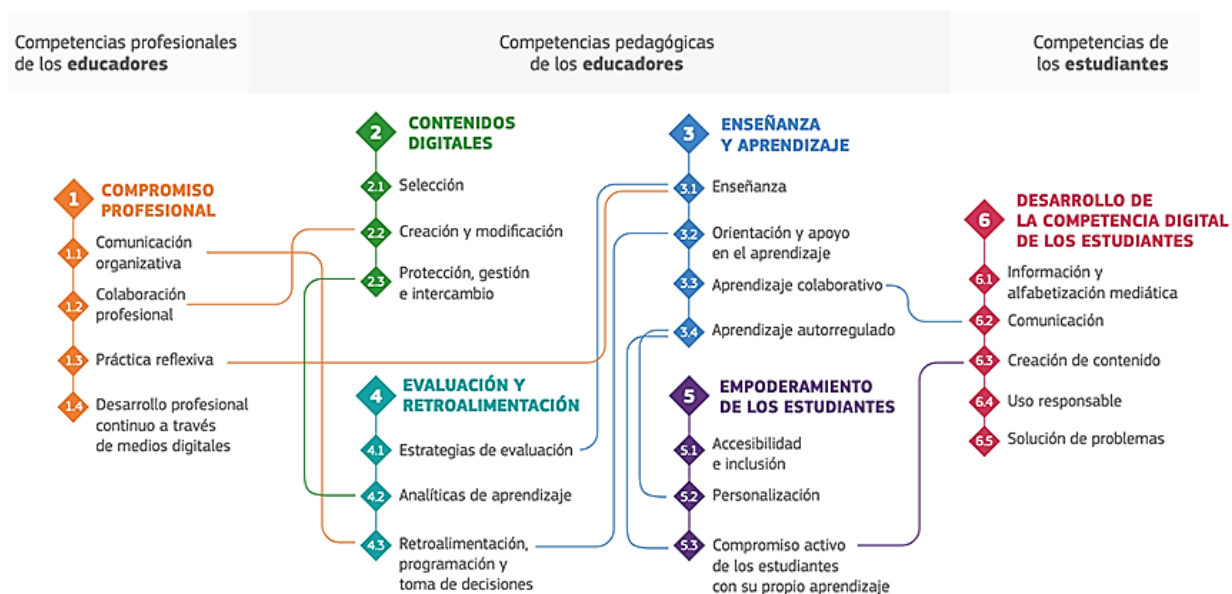 Competencias profesionales
de los educadores
Competencias pedagógicas
de los educadores
Competencias de
los estudiantes
1
COMPROMISO
PROFESIONAL
1.1
Comunicación
organizativa
1.2
Colaboración
profesional
1.3
Práctica reflexiva
1.4
Desarrollo profesional
continuo a través
de medios digitales
2
CONTENIDOS
DIGITALES
2.1
Selección
2.2
Creación y modificación
2.3
Protección, gestión
e intercambio
4
EVALUACIÓN Y
RETROALIMENTACIÓN
4.1
Estrategias de evaluación
4.2
Analíticas de aprendizaje
4.3
Retroalimentación,
programación y
toma de decisiones
3
ENSEÑANZA
Y APRENDIZAJE
3.1
Enseñanza
3.2
Orientación y apoyo
en el aprendizaje
3.3
Aprendizaje colaborativo
3.4
Aprendizaje autorregulado
5
EMPODERAMIENTO
DE LOS ESTUDIANTES
5.1
Accesibilidad
e inclusión
5.2
Personalización
5.3
Compromiso activo
de los estudiantes
con su propio aprendizaje
6
DESARROLLO DE
LA COMPETENCIA DIGITAL
DE LOS ESTUDIANTES
6.1
Información y
alfabetización mediática
6.2
Comunicación
6.3
Creación de contenido
6.4
Uso responsable
6.5
Solución de problemas